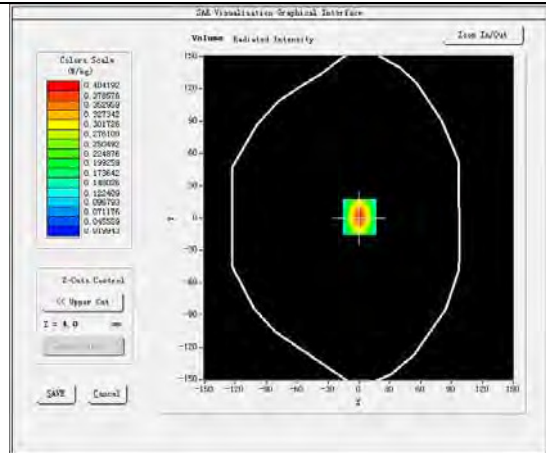 SAR Visualisation Graphical Interface
Volume Radiated Intensity
Zoom In/Out
Colors Scale
(W/kg)
0.404192
0.378576
0.352959
0.327342
0.301726
0.276109
0.250492
0.224876
0.199259
0.173642
0.148026
0.122409
0.096793
0.071176
0.045559
0.019943
Z-Cuts Control
<< Upper Cut
Z = 4.0 mm
SAVE Cancel
150
120
90
60
30
0
-30
-60
-90
-120
-150
Y
-150 -120 -90 -60 -30 0 30 60 90 120 150
X